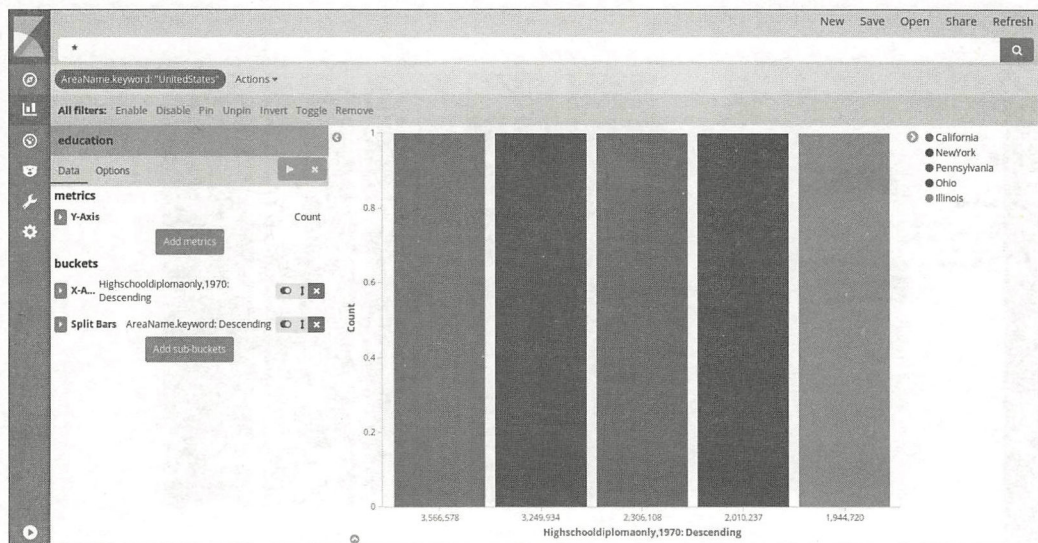 New Save Open Share Refresh
*
AreaName.keyword: "UnitedStates" Actions
All filters: Enable Disable Pin Unpin Invert Toggle Remove
education
Data Options
metrics
Y-Axis Count
Add metrics
buckets
X-A... Highschooldiplomaonly,1970:
Descending
Split Bars AreaName.keyword: Descending
Add sub-buckets
Count
1
0.8
0.6
0.4
0.2
0
3,566,578 3,249,934 2,306,108 2,010,237 1,944,720
Highschooldiplomaonly,1970: Descending
California
NewYork
Pennsylvania
Ohio
Illinois